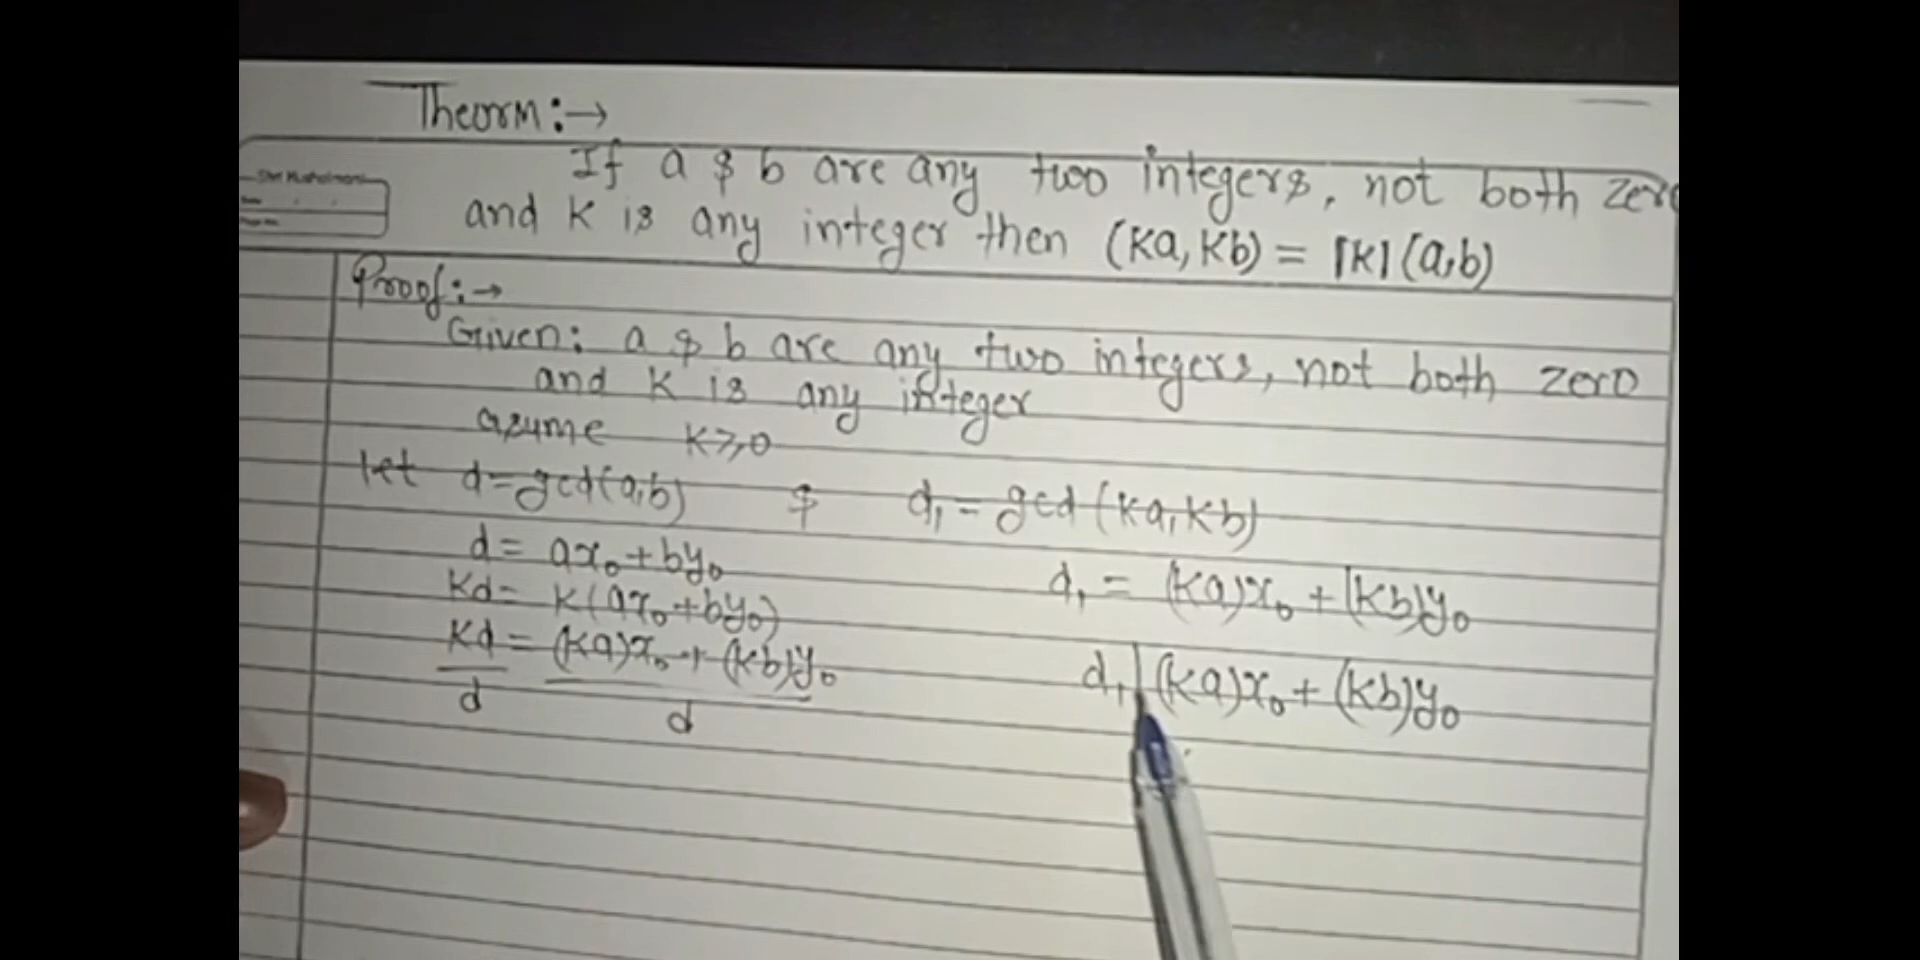 Theorm:→
If a & b are any two integers, not both zero
and K is any integer then (Ka, Kb) = |K| (a,b)
Proof:→
Given: a & b are any two integers, not both zero
and K is any integer
assume K≥0
let d=gcd(a,b) & d₁ = gcd (Ka, Kb)
d = ax₀+by₀ d₁ = (Ka)x₀ + (Kb)y₀
Kd = K(ax₀+by₀)
Kd = (Ka)x₀ + (Kb)y₀ d₁|(Ka)x₀ + (Kb)y₀
d d